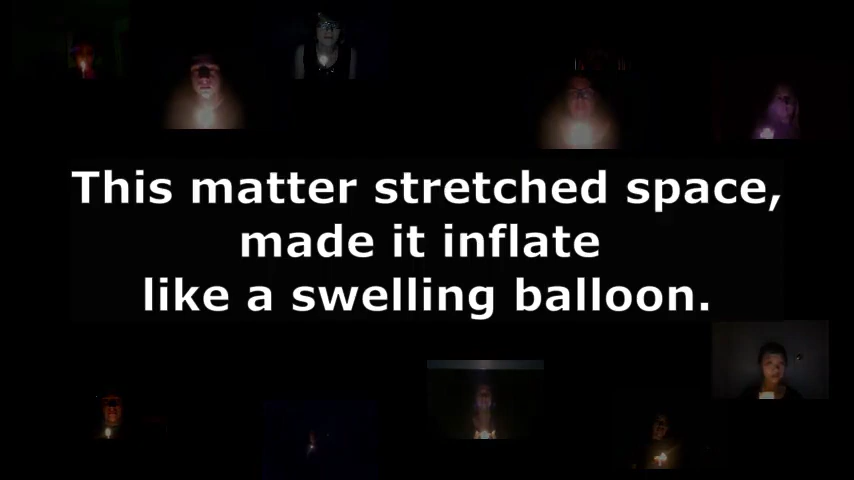 This matter stretched space,
made it inflate
like a swelling balloon.